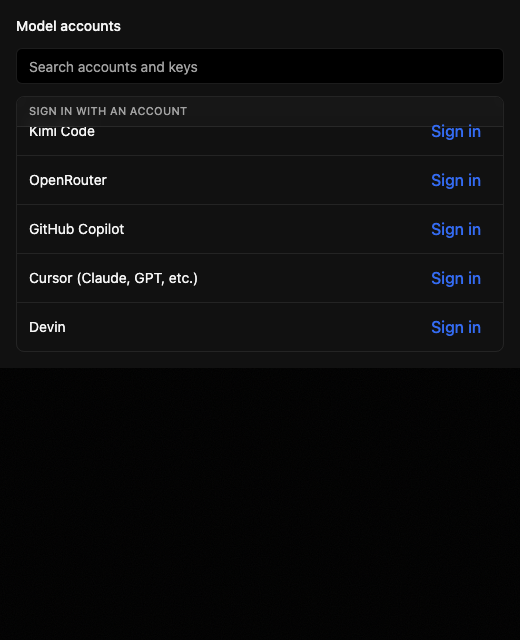 Model accounts
Search accounts and keys
SIGN IN WITH AN ACCOUNT
Kimi Code Sign in
OpenRouter Sign in
GitHub Copilot Sign in
Cursor (Claude, GPT, etc.) Sign in
Devin Sign in